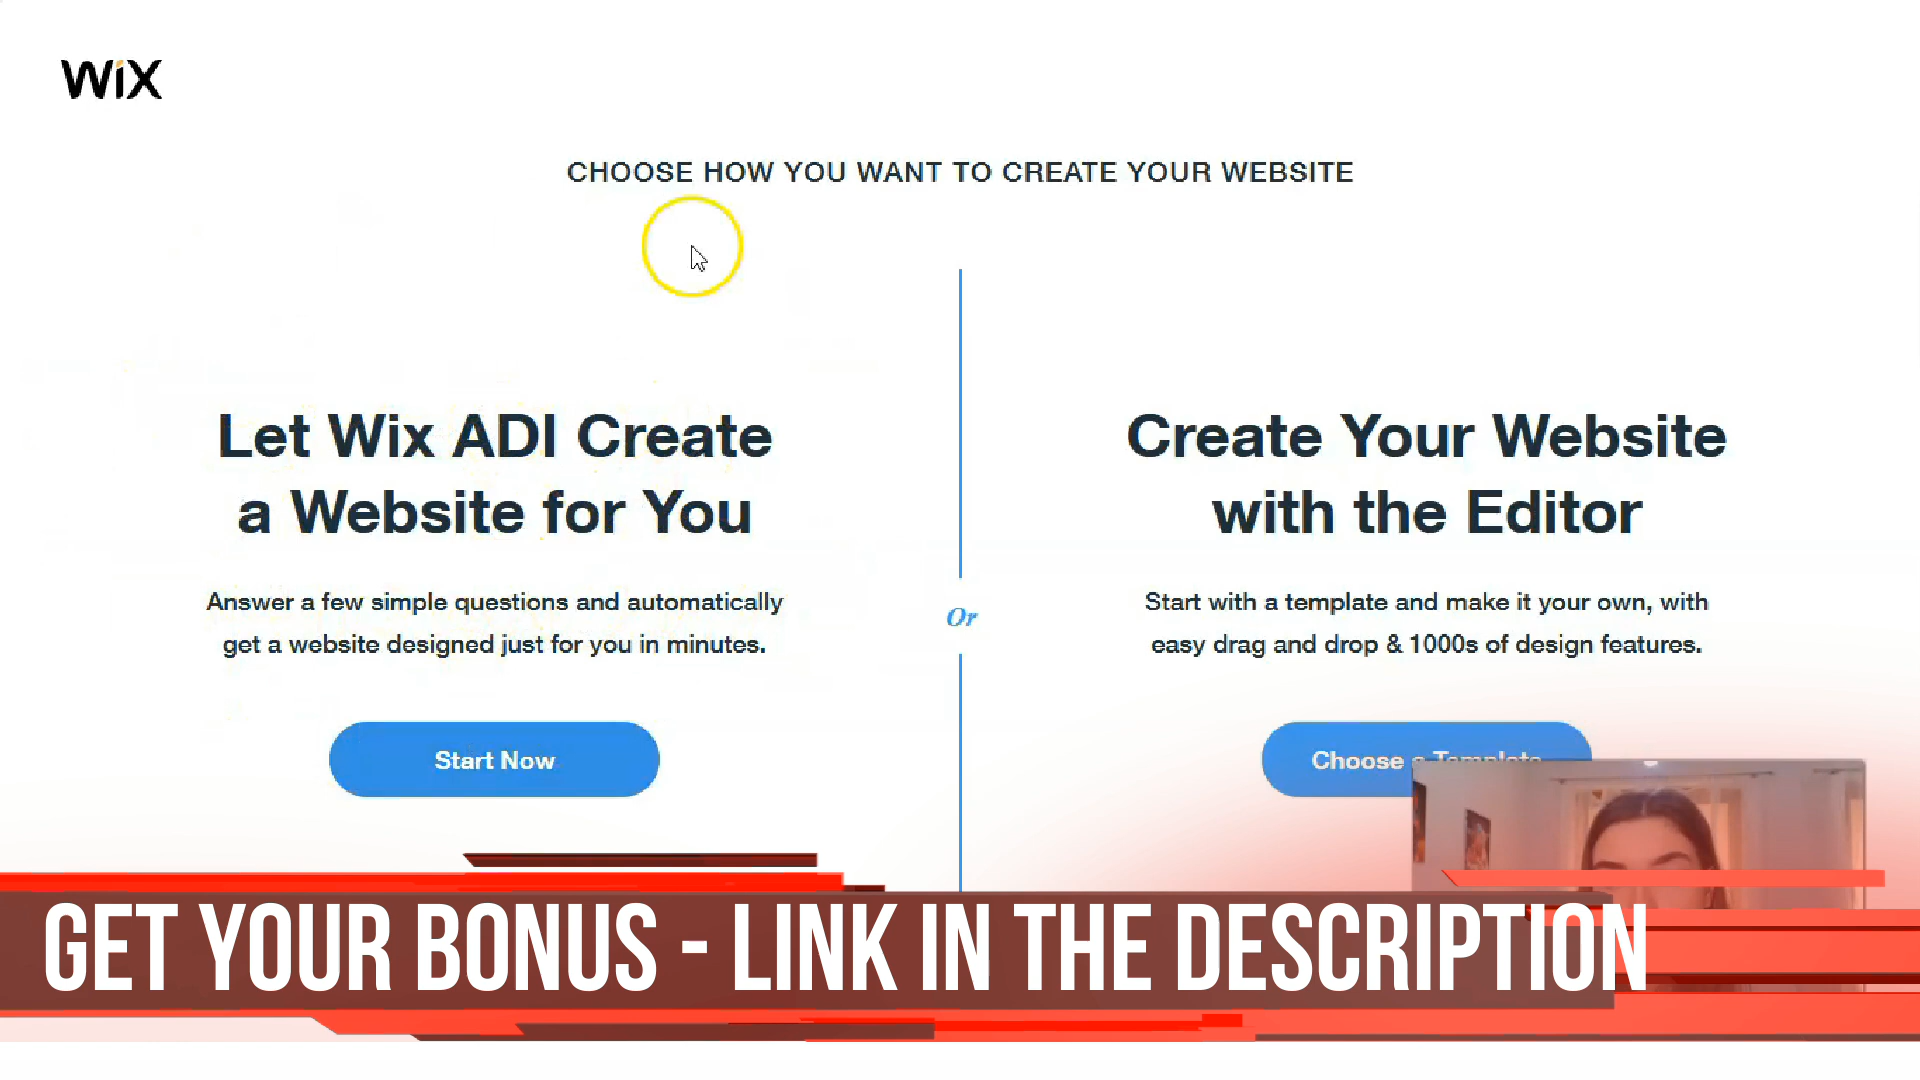 WiX
CHOOSE HOW YOU WANT TO CREATE YOUR WEBSITE
Let Wix ADI Create
a Website for You
Answer a few simple questions and automatically
get a website designed just for you in minutes.
Start Now
Or
Create Your Website
with the Editor
Start with a template and make it your own, with
easy drag and drop & 1000s of design features.
Choose a Template
GET YOUR BONUS - LINK IN THE DESCRIPTION